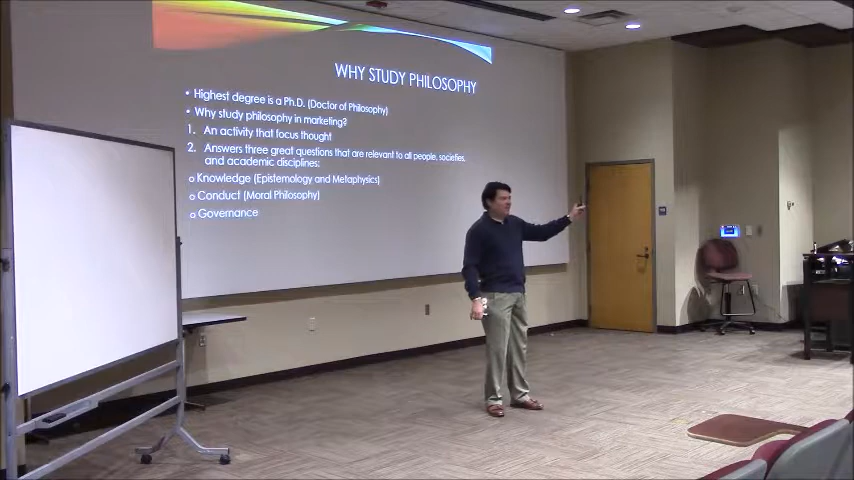 WHY STUDY PHILOSOPHY
• Highest degree is a Ph.D. (Doctor of Philosophy)
• Why study philosophy in marketing?
1. An activity that focus thought
2. Answers three great questions that are relevant to all people, societies,
and academic disciplines:
o Knowledge (Epistemology and Metaphysics)
o Conduct (Moral Philosophy)
o Governance